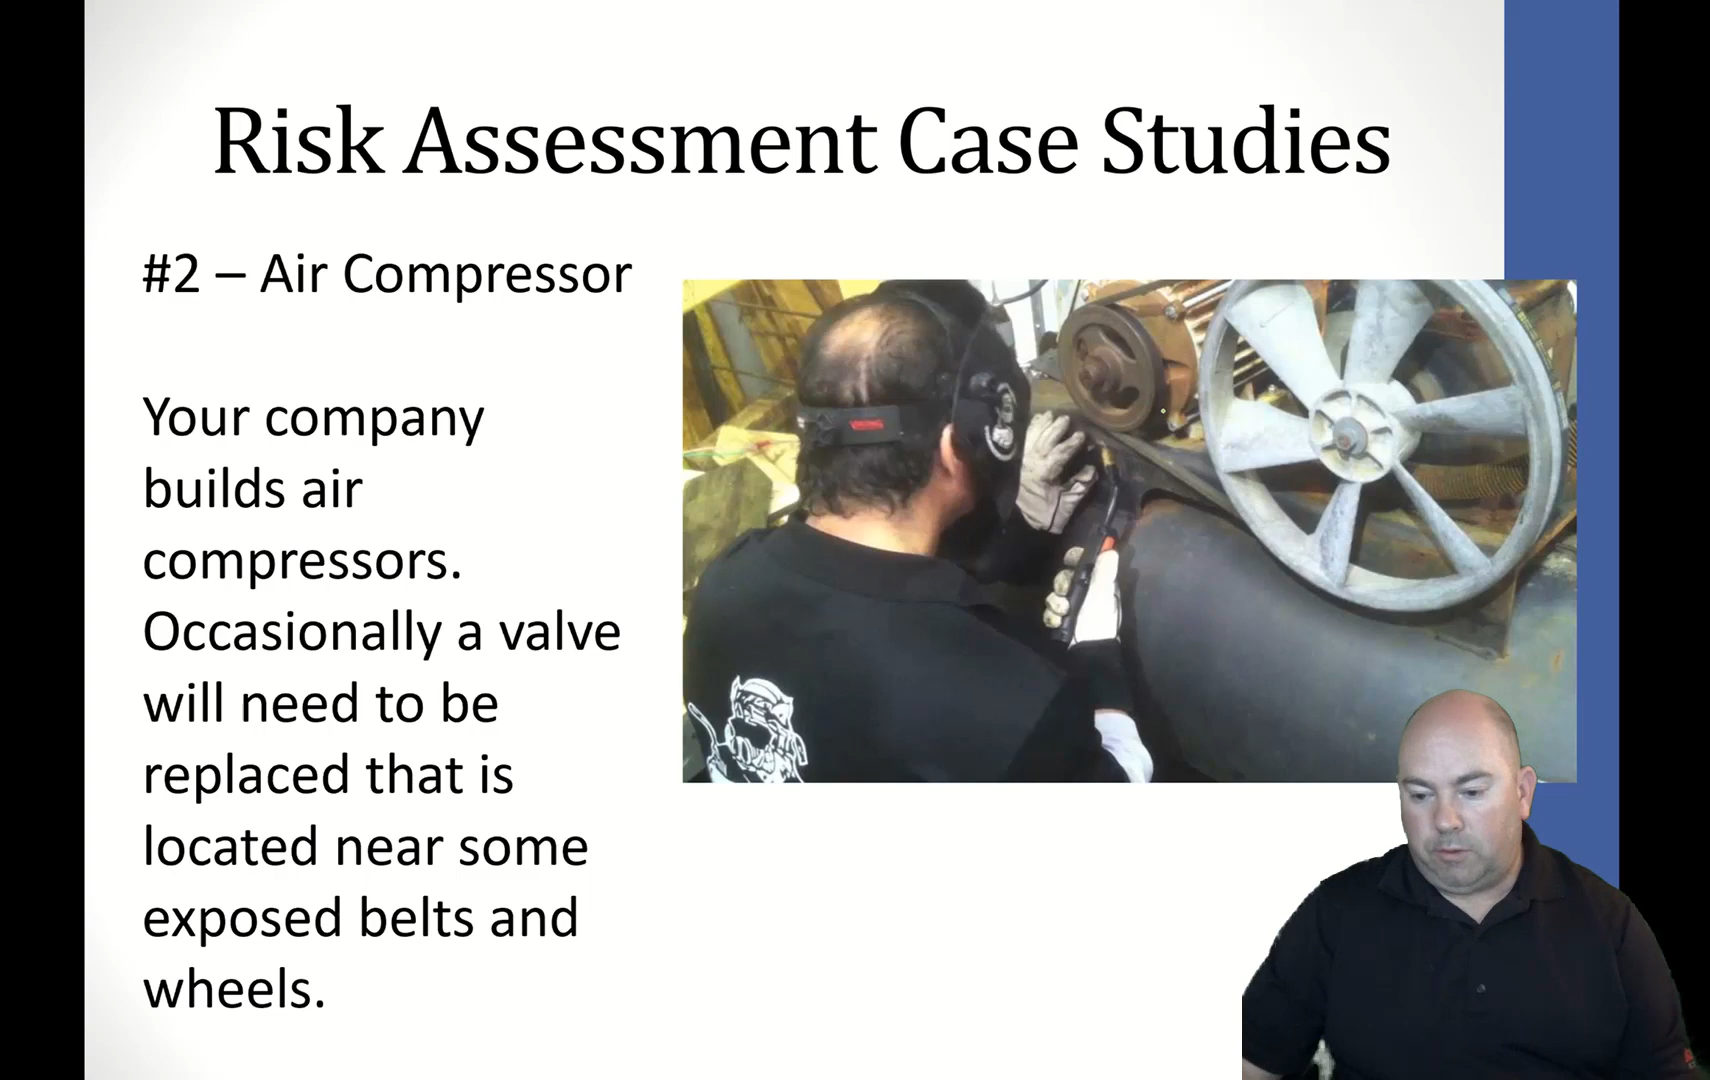 Risk Assessment Case Studies
#2 – Air Compressor
Your company
builds air
compressors.
Occasionally a valve
will need to be
replaced that is
located near some
exposed belts and
wheels.